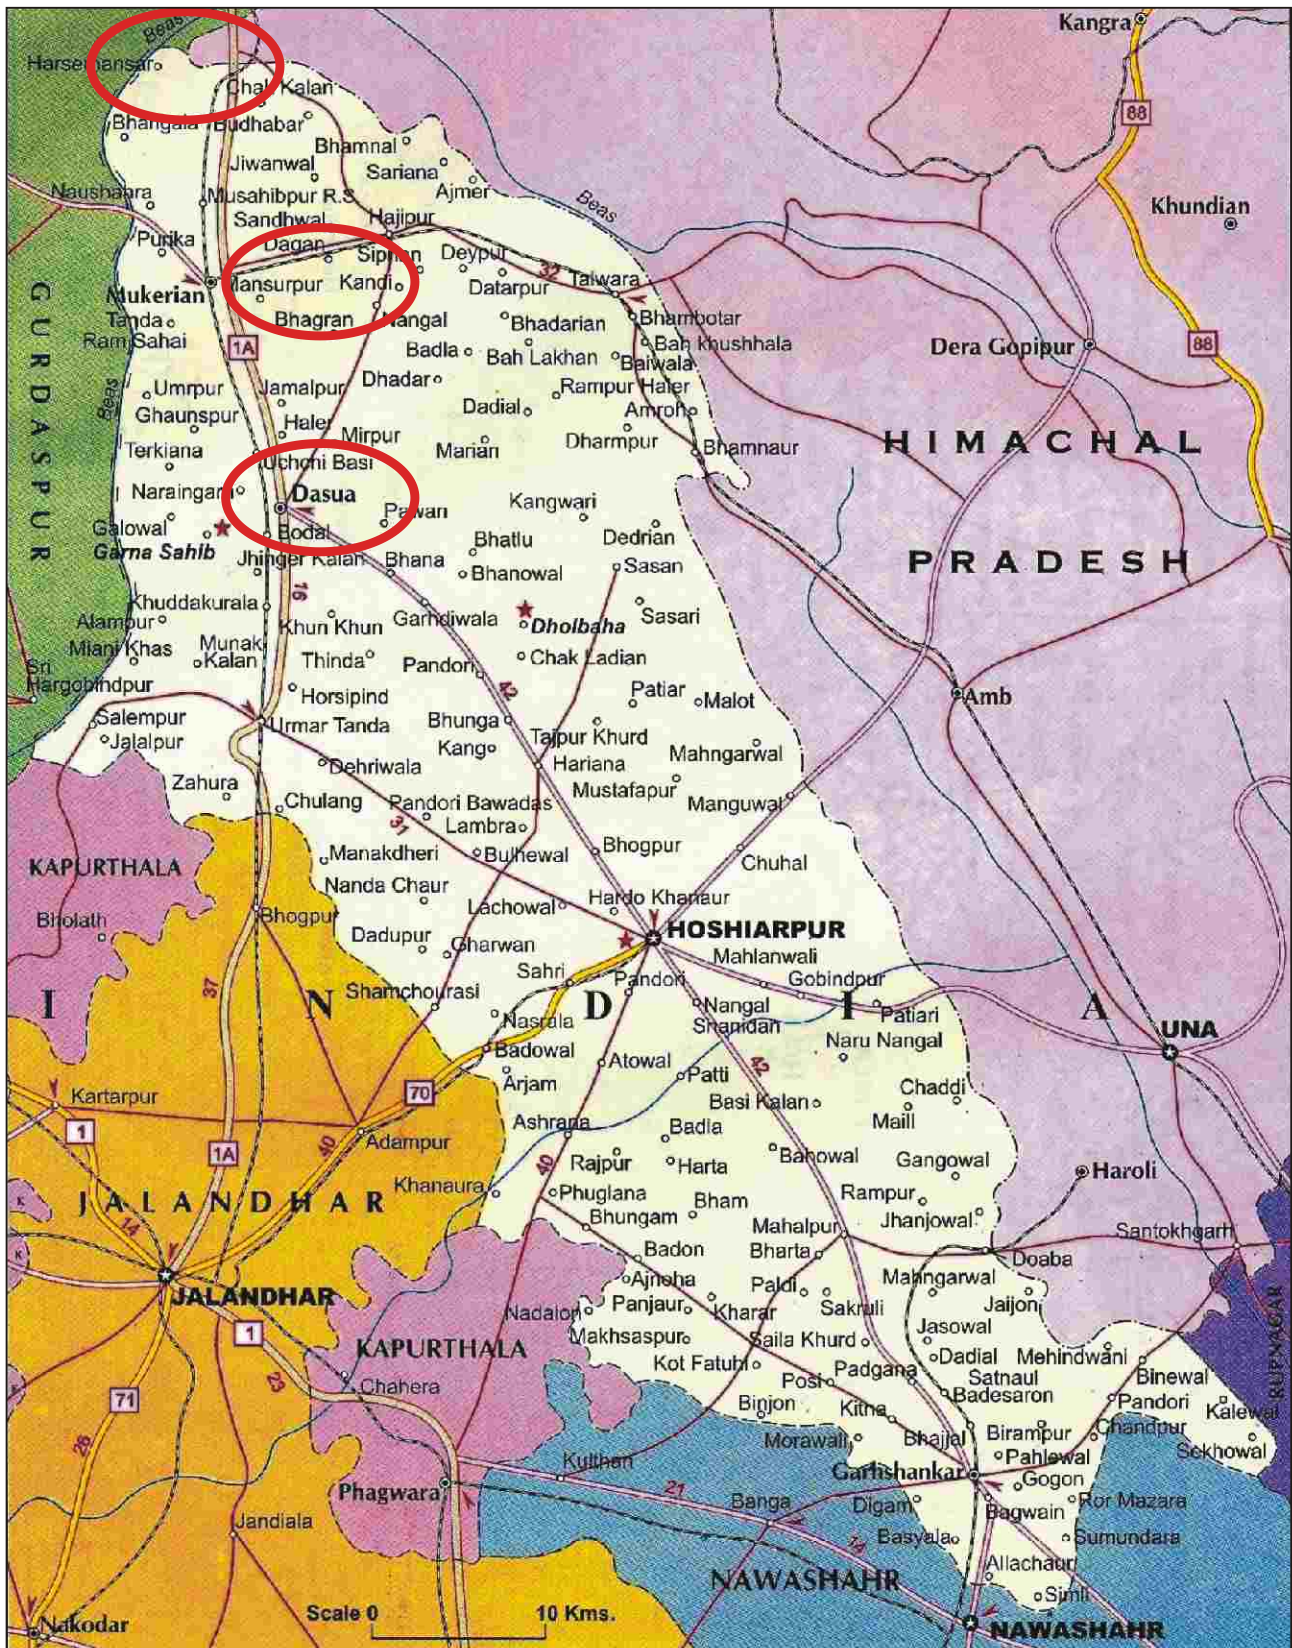 Beas
Kangra
Harsemansar
Chak Kalan
88
Bhangala
Budhabar
Bhamnal
Jiwanwal
Sariana
Naushahra
Musahibpur R.S
Ajmer
Beas
Khundian
Sandhwal
Hajipur
Purika
Dagan
Siprian
Deypur
32
Talwara
Mukerian
Mansurpur
Kandi
Datarpur
Tanda
Ram Sahai
Bhagran
Nangal
Bhadarian
Bhambotar
1A
Badla
Bah Lakhan
Bah khushhala
Baiwala
Dera Gopipur
88
GURDASPUR
Beas
Umrpur
Jamalpur
Dhadar
Rampur Haler
Ghaunspur
Haler
Dadial
Amroh
Mirpur
Dharmpur
HIMACHAL
Terkiana
Uchchi Basi
Marian
Bhamnaur
Naraingarh
Dasua
Kangwari
Galowal
Pawan
Garna Sahib
Bodal
Bhatlu
Dedrian
PRADESH
Jhinger Kalan
Bhana
Bhanowal
Sasan
16
Khuddakurala
Garhdiwala
Sasari
Alampur
Khun Khun
Dholbaha
Miani Khas
Munak
Kalan
Thinda
Pandori
Chak Ladian
Sri
Hargobindpur
Horsipind
42
Patiar
Malot
Amb
Salempur
Urmar Tanda
Bhunga
Tajpur Khurd
Jalalpur
Kang
Mahngarwal
Dehriwala
Hariana
Zahura
Mustafapur
Chulang
Pandori Bawadas
Manguwal
31
Lambra
Manakdheri
Bulhewal
Bhogpur
Chuhal
KAPURTHALA
Nanda Chaur
Hardo Khanaur
Bholath
Bhogpur
Lachowal
HOSHIARPUR
Dadupur
Gharwan
Mahlanwali
Sahri
Pandori
Gobindpur
37
Shamchourasi
I N D I A
Nangal
Shahidan
Patiari
Nasrala
UNA
Badowal
Atowal
42
Naru Nangal
Arjam
Patti
Chaddi
Kartarpur
70
Basi Kalan
Maili
1
Ashrana
Badla
40
Adampur
1A
Rajpur
Harta
Bahowal
Gangowal
Haroli
40
Khanaura
Phuglana
Rampur
JALANDHAR
K
Bham
Jhanjowal
14
Bhungam
Mahalpur
Santokhgarh
K
Badon
Bharta
Doaba
JALANDHAR
Ajnoha
Paldi
Mahngarwal
Nadalon
Panjaur
Kharar
Sakruli
Jaijon
1
Makhsaspur
Saila Khurd
Jasowal
KAPURTHALA
Kot Fatuhi
Padgana
Dadial
Mehindwani
RUPNAGAR
Chahera
23
Posi
Satnaul
Binewal
71
Binjon
Kitna
Badesaron
Pandori
Kalewal
Morawali
Bhajjal
Birampur
Chandpur
26
Kulthan
Pahlewal
Sekhowal
Phagwara
Garhshankar
Gogon
21
Banga
Digam
Bagwain
Ror Mazara
Jandiala
Basyala
Sumundara
Allachaur
NAWASHAHR
Simli
Scale 0
10 Kms.
Nakodar
NAWASHAHR